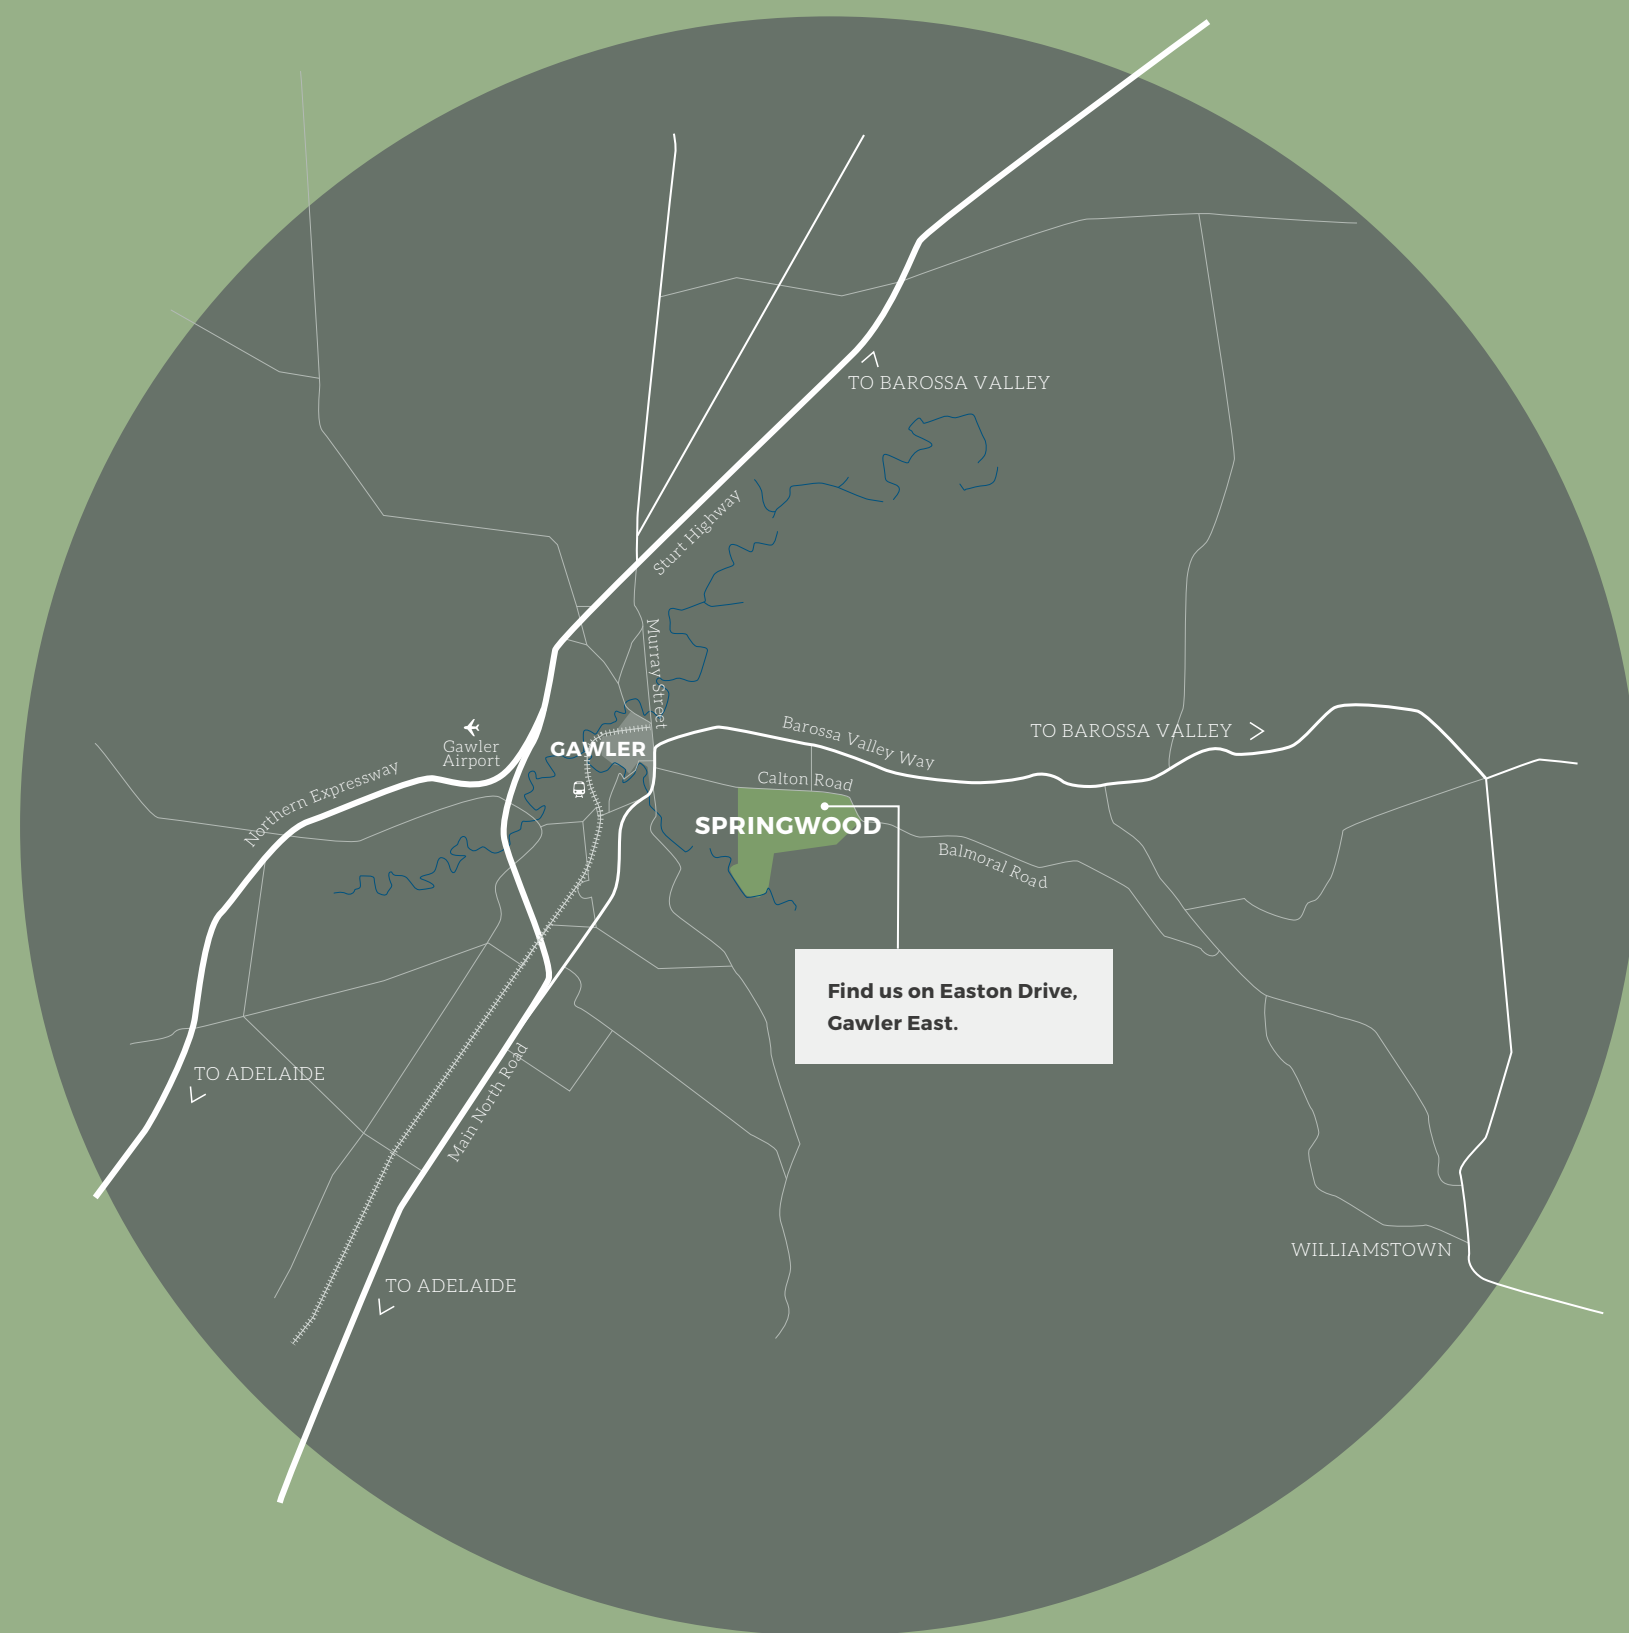 TO BAROSSA VALLEY
Sturt Highway
Murray Street
Barossa Valley Way
TO BAROSSA VALLEY
Gawler
Airport
GAWLER
Northern Expressway
Calton Road
SPRINGWOOD
Balmoral Road
Find us on Easton Drive,
Gawler East.
TO ADELAIDE
Main North Road
WILLIAMSTOWN
TO ADELAIDE